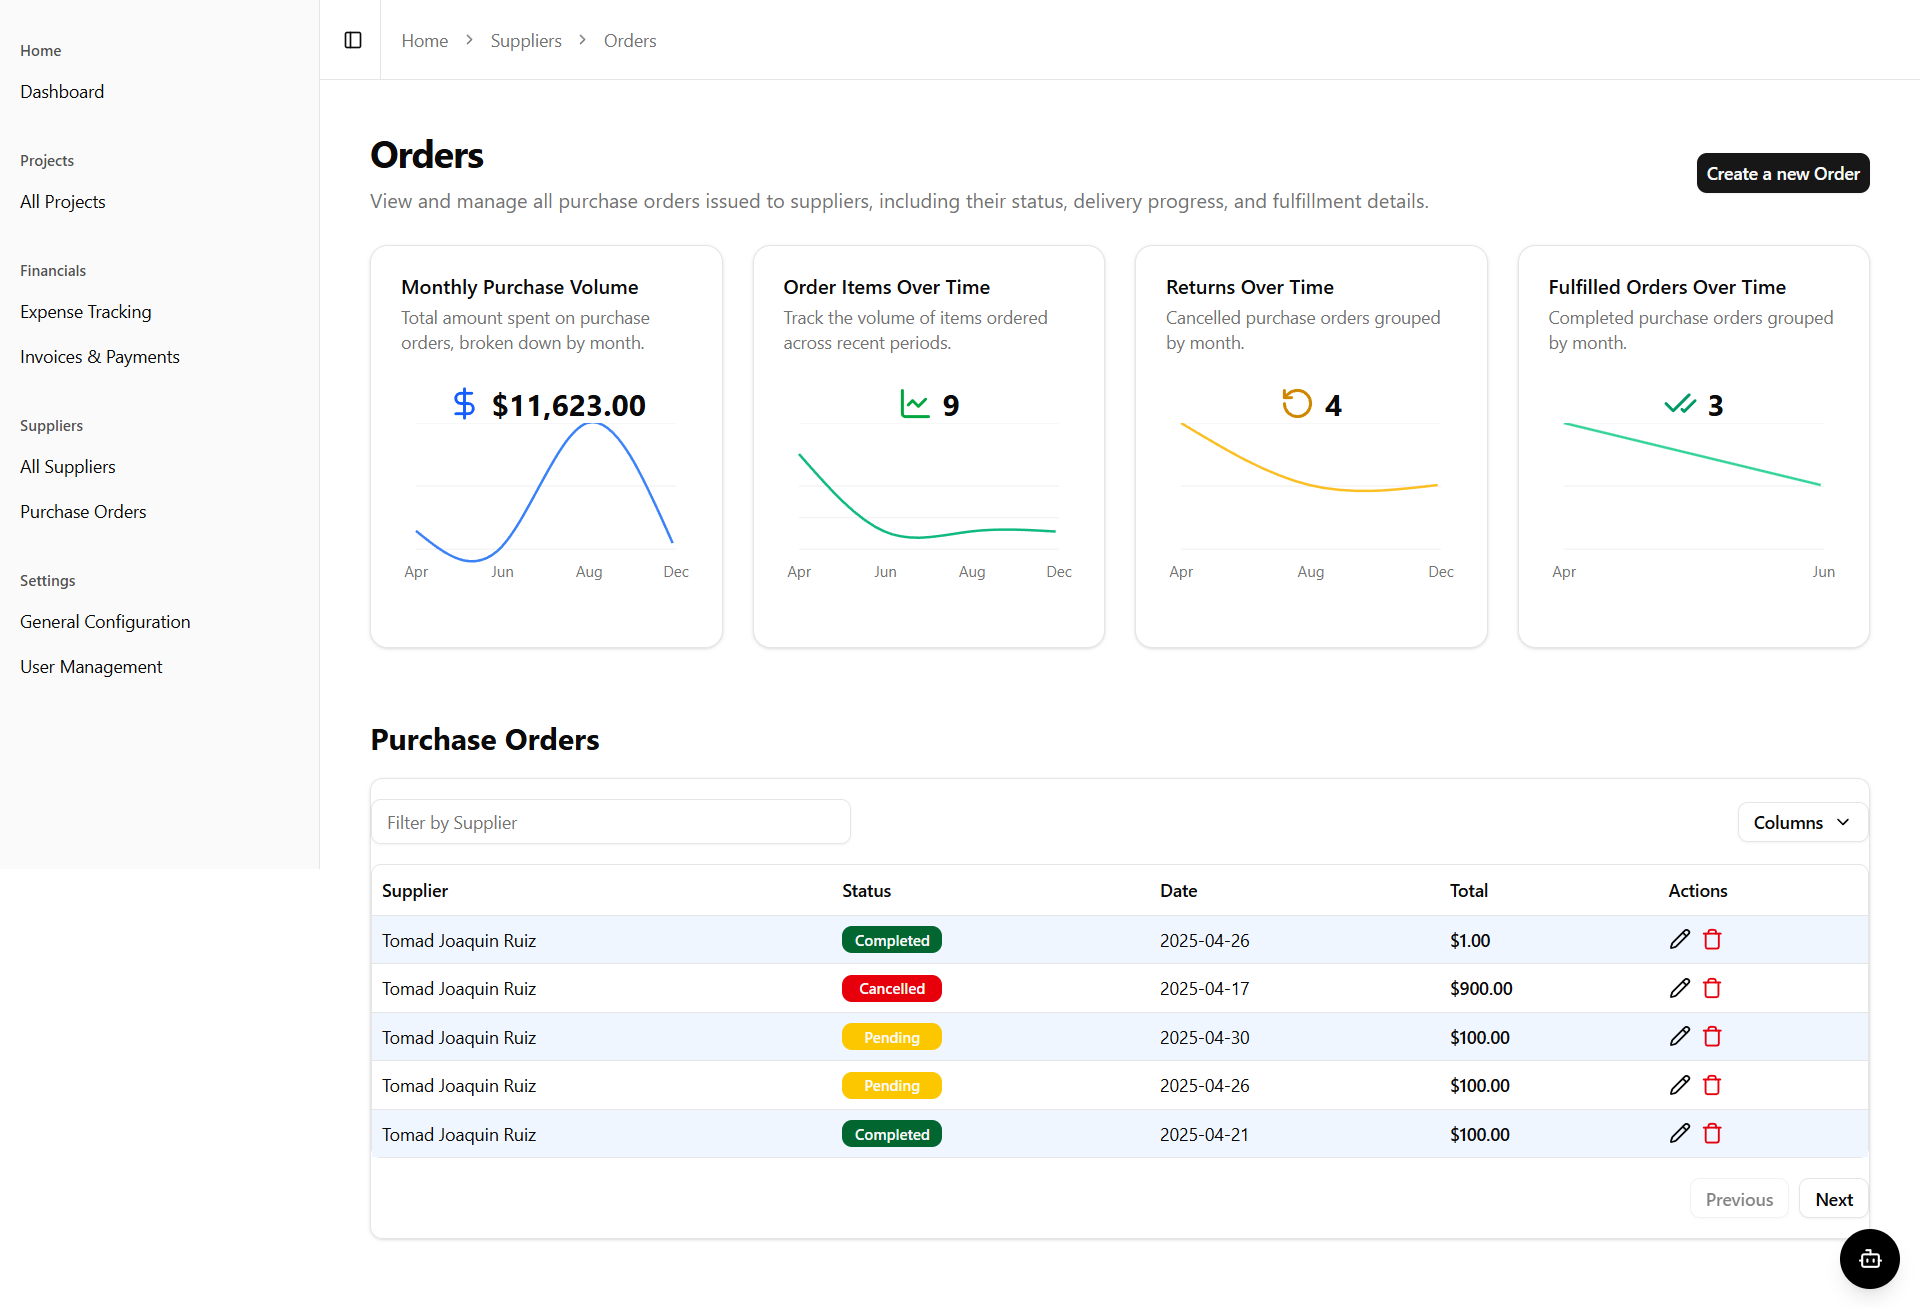 Home
Dashboard
Projects
All Projects
Financials
Expense Tracking
Invoices & Payments
Suppliers
All Suppliers
Purchase Orders
Settings
General Configuration
User Management
Home > Suppliers > Orders
Orders
View and manage all purchase orders issued to suppliers, including their status, delivery progress, and fulfillment details.
Create a new Order
Monthly Purchase Volume
Total amount spent on purchase
orders, broken down by month.
$11,623.00
Apr Jun Aug Dec
Order Items Over Time
Track the volume of items ordered
across recent periods.
9
Apr Jun Aug Dec
Returns Over Time
Cancelled purchase orders grouped
by month.
4
Apr Aug Dec
Fulfilled Orders Over Time
Completed purchase orders grouped
by month.
3
Apr Jun
Purchase Orders
Filter by Supplier
Columns
Supplier Status Date Total Actions
Tomad Joaquin Ruiz Completed 2025-04-26 $1.00
Tomad Joaquin Ruiz Cancelled 2025-04-17 $900.00
Tomad Joaquin Ruiz Pending 2025-04-30 $100.00
Tomad Joaquin Ruiz Pending 2025-04-26 $100.00
Tomad Joaquin Ruiz Completed 2025-04-21 $100.00
Previous Next